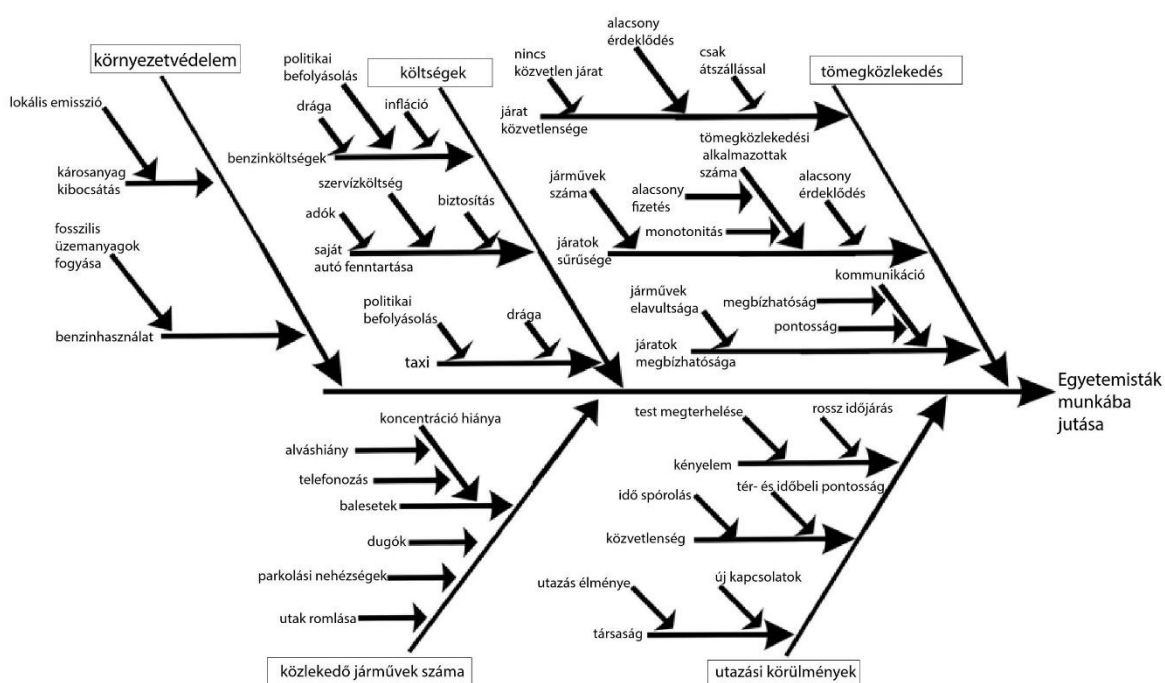 környezetvédelem
lokális emisszió
károsanyag
kibocsátás
fosszilis
üzemanyagok
fogyása
benzinhasználat
költségek
politikai
befolyásolás
drága
infláció
benzinköltségek
szervízköltség
adók
biztosítás
saját
autó fenntartása
politikai
befolyásolás
drága
taxi
tömegközlekedés
nincs
közvetlen járat
alacsony
érdeklődés
csak
átszállással
járat
közvetlensége
tömegközlekedési
alkalmazottak
száma
járművek
száma
alacsony
fizetés
monotonitás
alacsony
érdeklődés
járatok
sűrűsége
kommunikáció
járművek
elavultsága
megbízhatóság
pontosság
járatok
megbízhatósága
Egyetemisták
munkába
jutása
koncentráció hiánya
alváshiány
telefonozás
balesetek
dugók
parkolási nehézségek
utak romlása
közlekedő járművek száma
test megterhelése
rossz időjárás
kényelem
idő spórolás
tér- és időbeli pontosság
közvetlenség
utazás élménye
új kapcsolatok
társaság
utazási körülmények